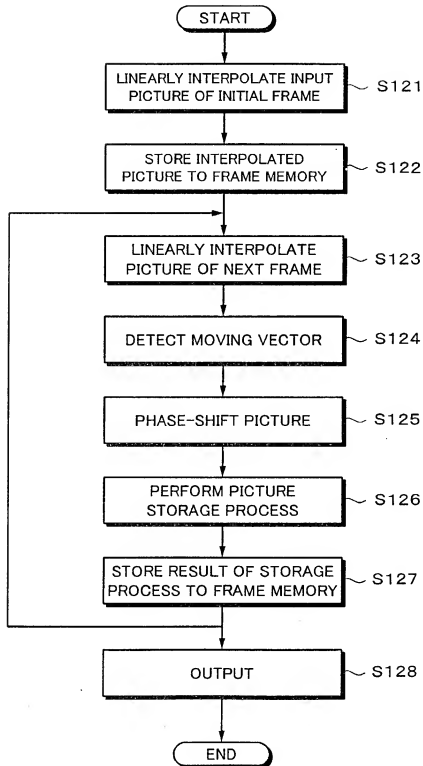 START
LINEARLY INTERPOLATE INPUT
PICTURE OF INITIAL FRAME
S121
STORE INTERPOLATED
PICTURE TO FRAME MEMORY
S122
LINEARLY INTERPOLATE
PICTURE OF NEXT FRAME
S123
DETECT MOVING VECTOR
S124
PHASE-SHIFT PICTURE
S125
PERFORM PICTURE
STORAGE PROCESS
S126
STORE RESULT OF STORAGE
PROCESS TO FRAME MEMORY
S127
OUTPUT
S128
END